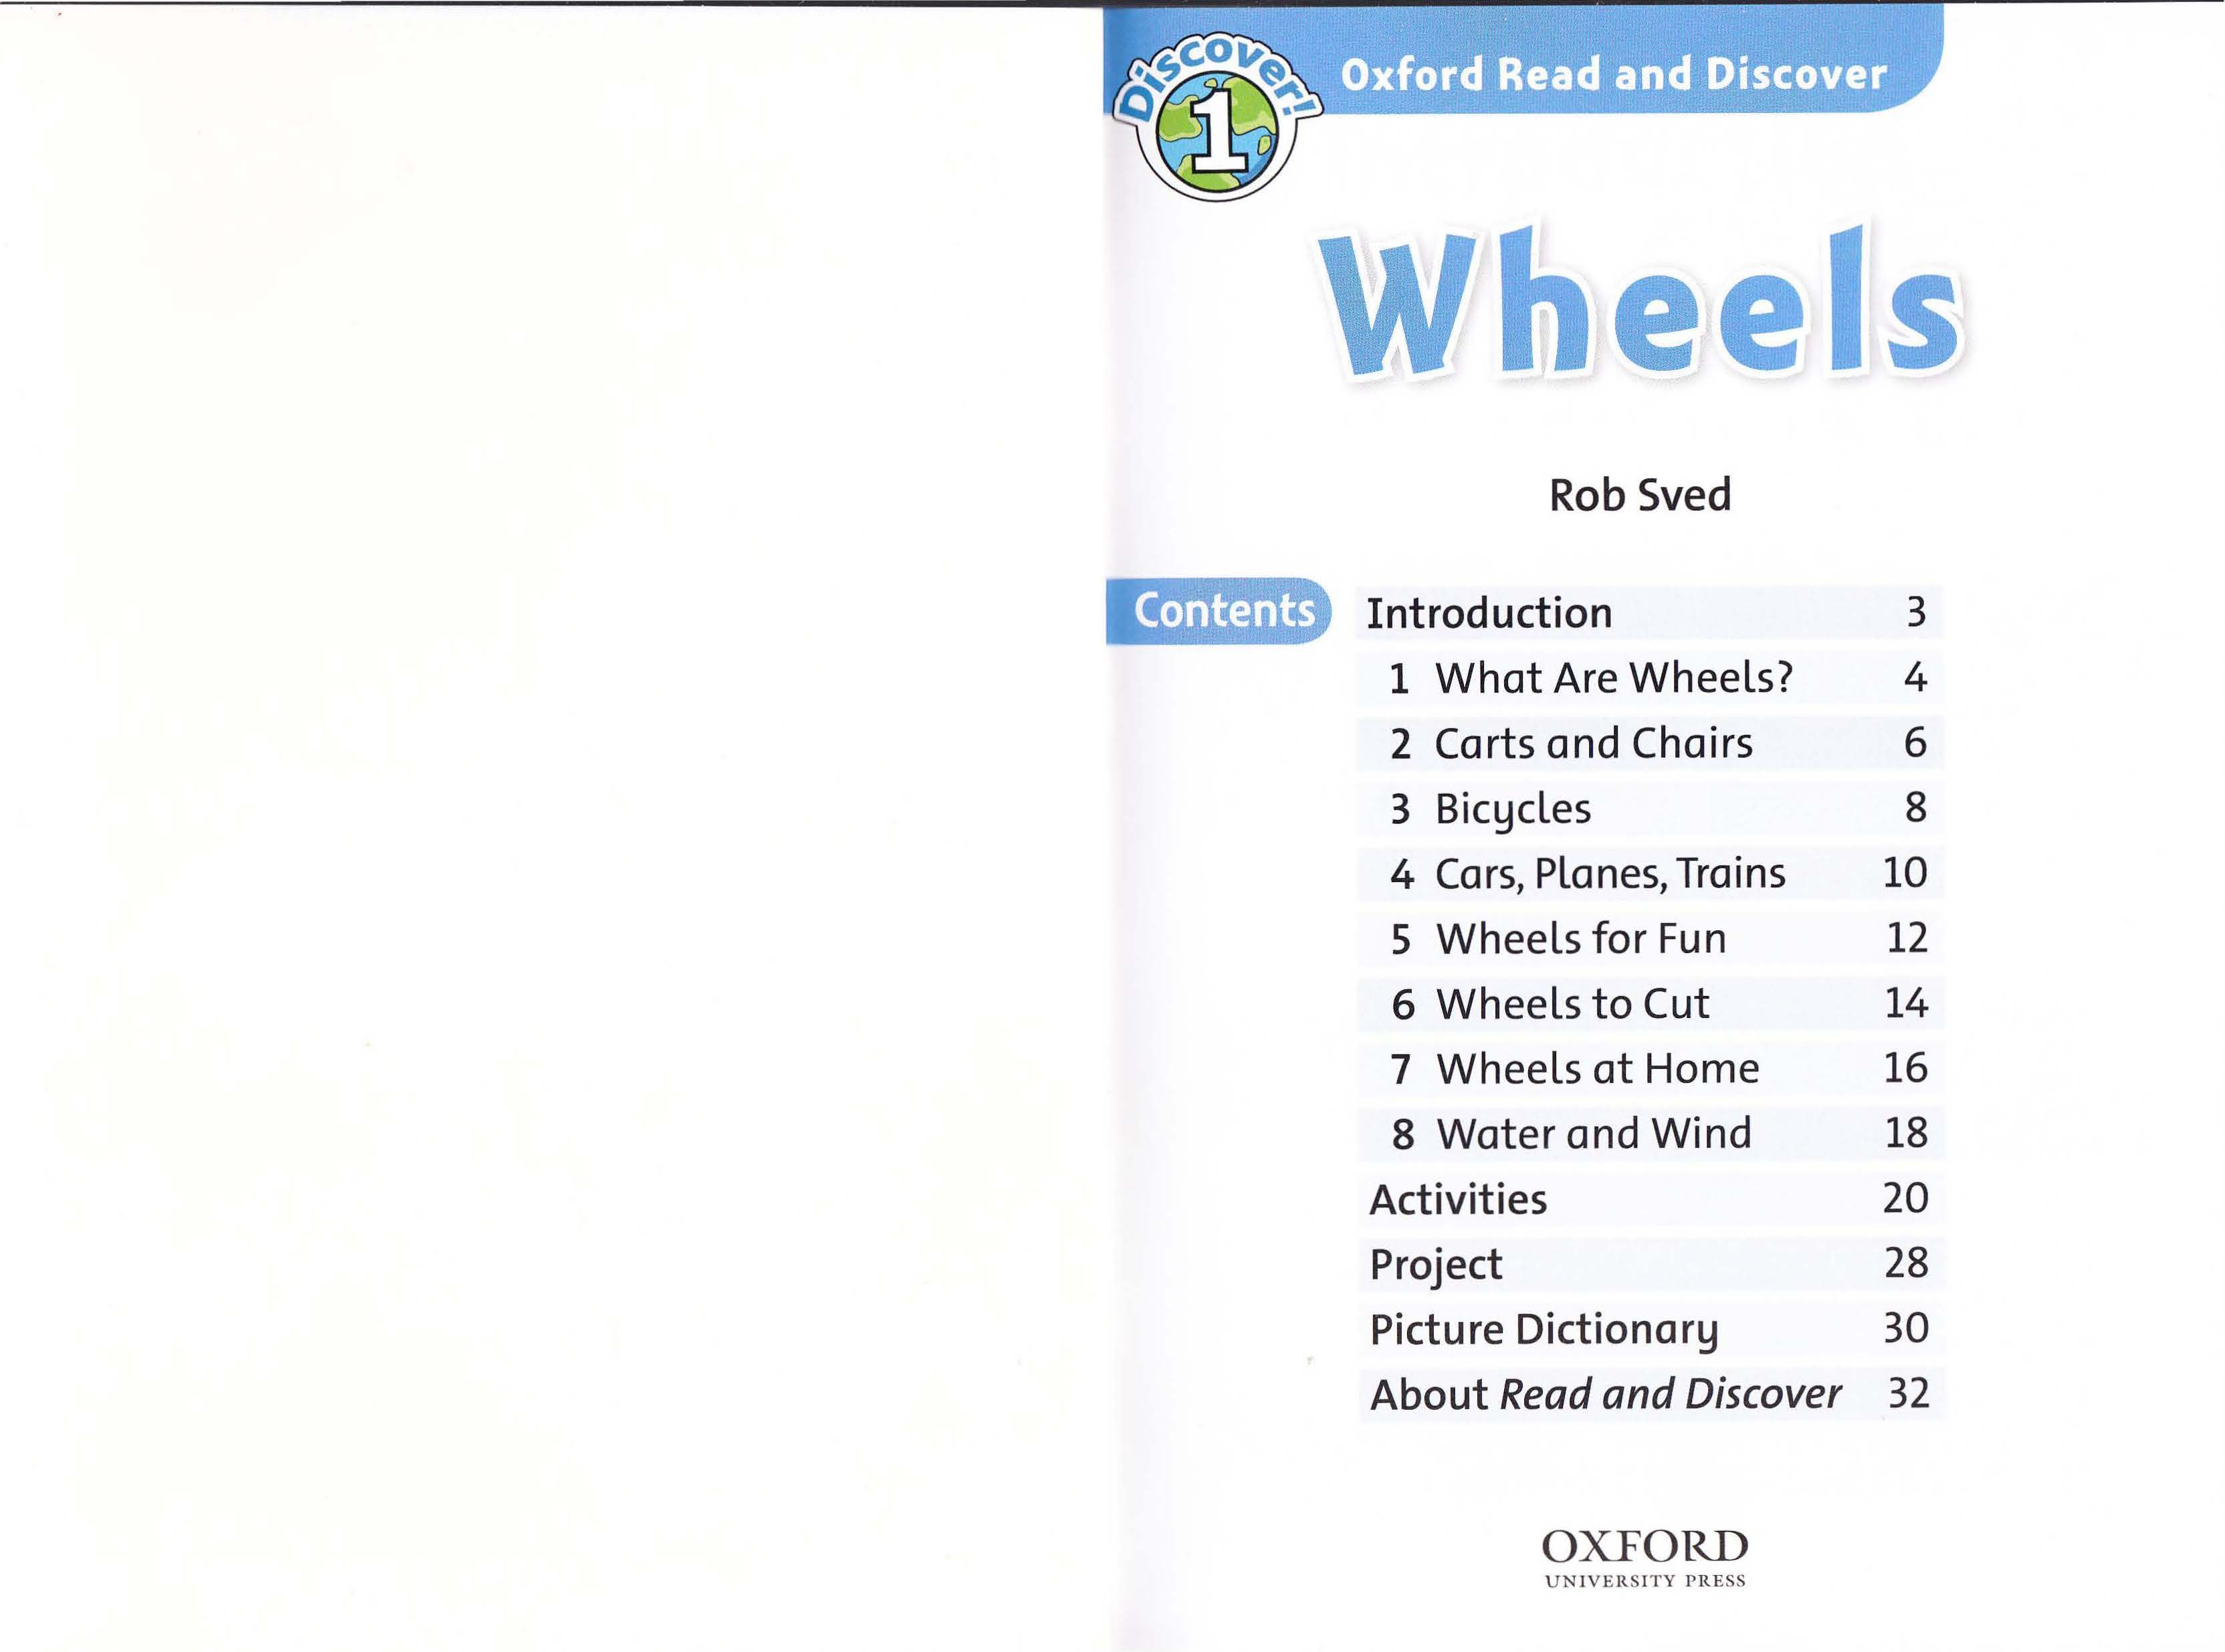 Discover!
1
Oxford Read and Discover
Wheels
Rob Sved
Contents
Introduction 3
1 What Are Wheels? 4
2 Carts and Chairs 6
3 Bicycles 8
4 Cars, Planes, Trains 10
5 Wheels for Fun 12
6 Wheels to Cut 14
7 Wheels at Home 16
8 Water and Wind 18
Activities 20
Project 28
Picture Dictionary 30
About Read and Discover 32
OXFORD
UNIVERSITY PRESS